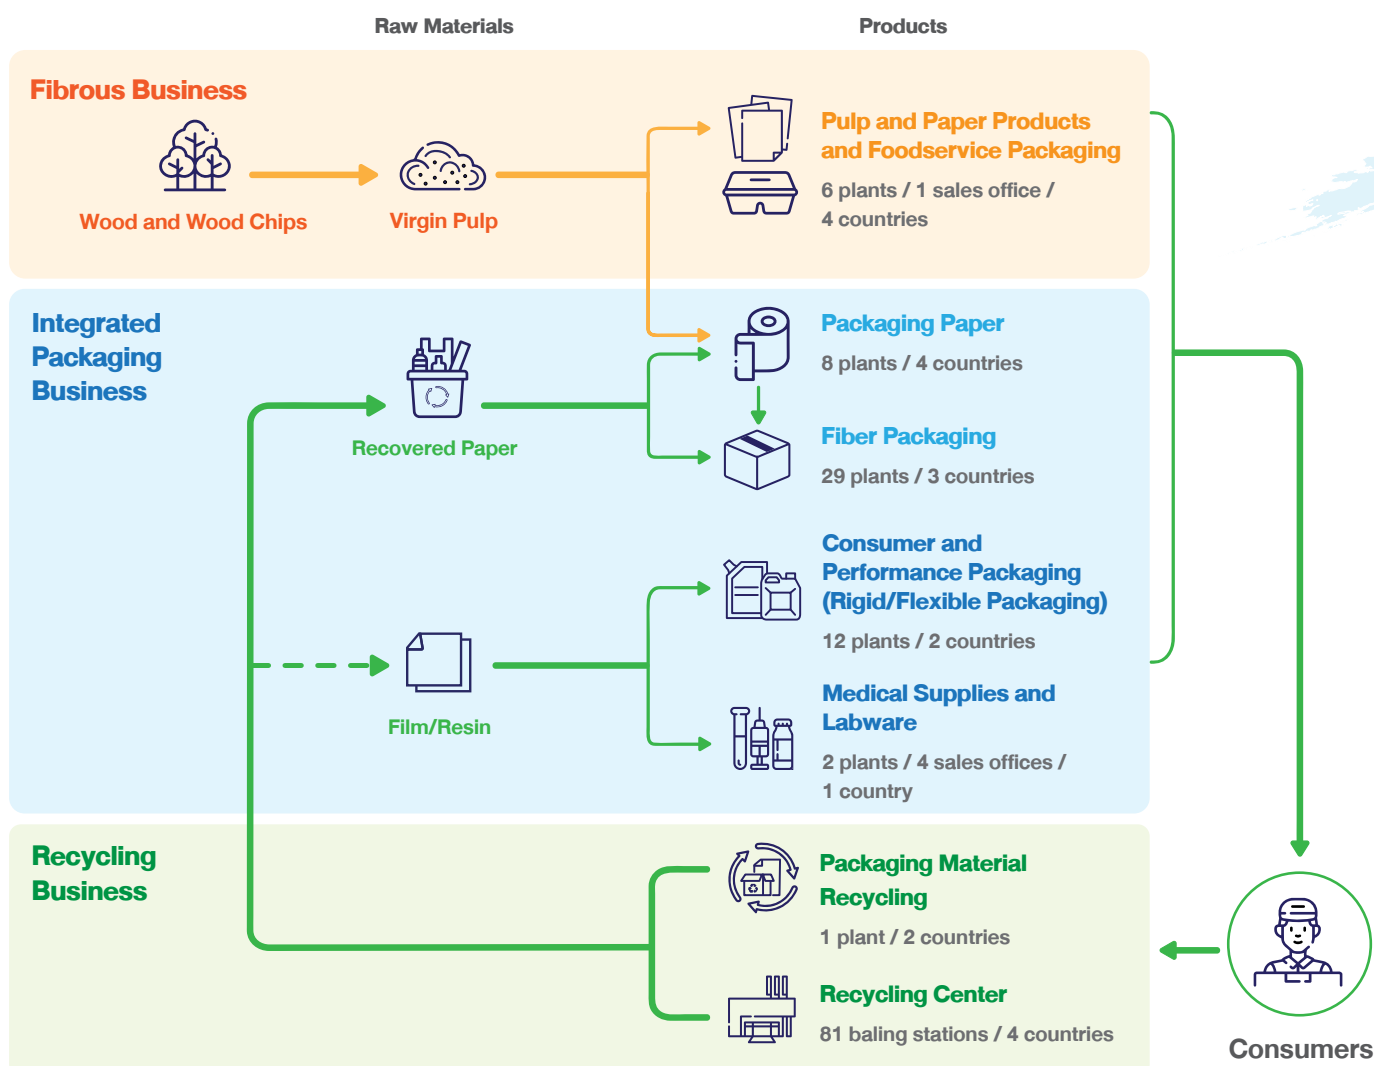 Raw Materials
Products
Fibrous Business
Wood and Wood Chips
Virgin Pulp
Pulp and Paper Products
and Foodservice Packaging
6 plants / 1 sales office /
4 countries
Integrated
Packaging
Business
Recovered Paper
Packaging Paper
8 plants / 4 countries
Fiber Packaging
29 plants / 3 countries
Film/Resin
Consumer and
Performance Packaging
(Rigid/Flexible Packaging)
12 plants / 2 countries
Medical Supplies and
Labware
2 plants / 4 sales offices /
1 country
Recycling
Business
Packaging Material
Recycling
1 plant / 2 countries
Recycling Center
81 baling stations / 4 countries
Consumers